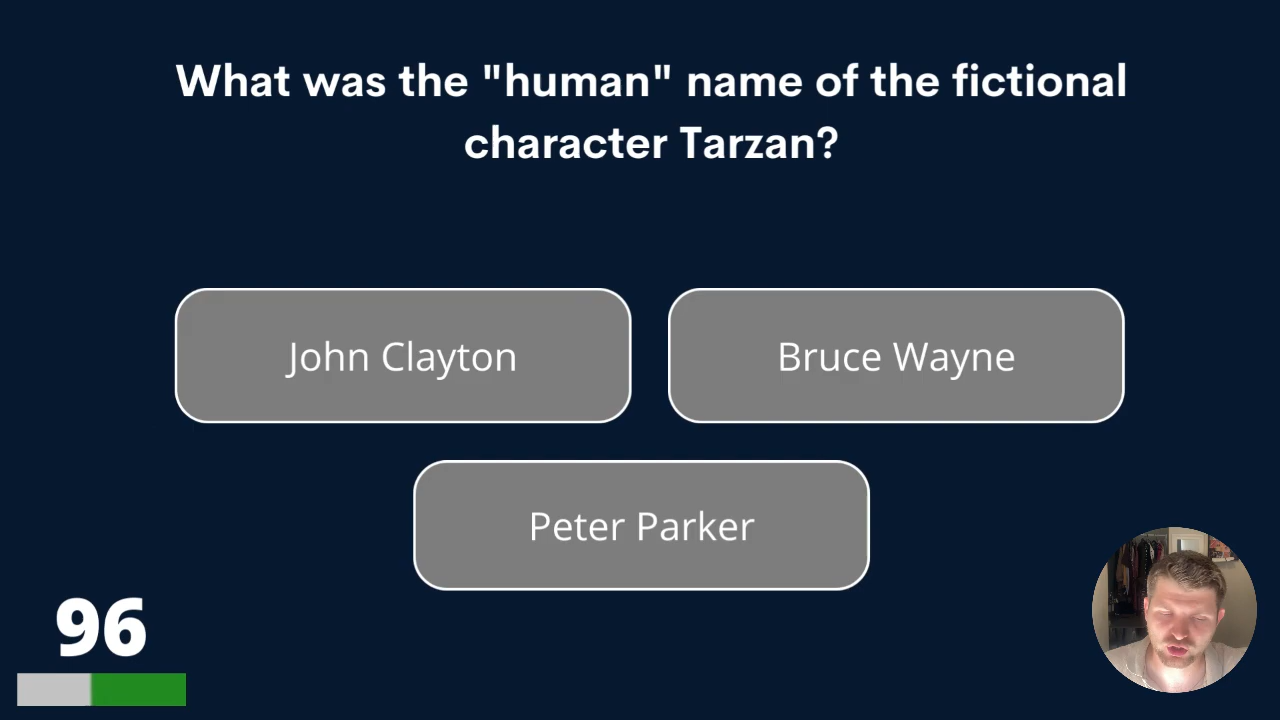 What was the "human" name of the fictional
character Tarzan?
John Clayton
Bruce Wayne
Peter Parker
96